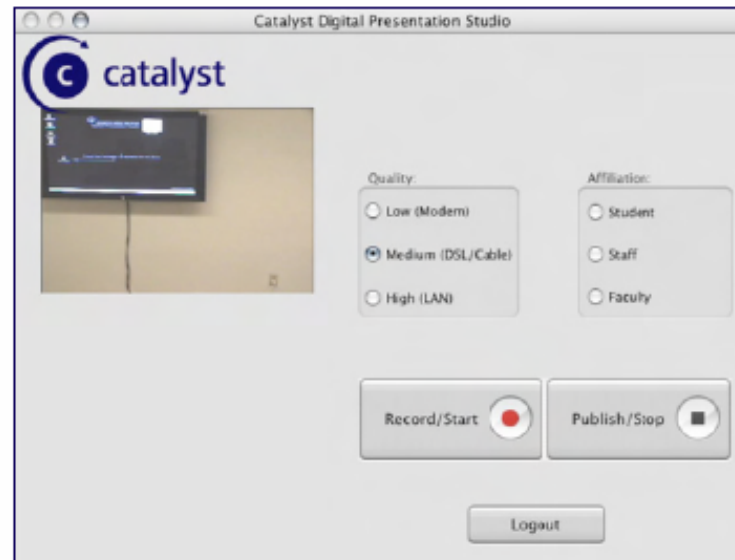 Catalyst Digital Presentation Studio
C catalyst
Quality:
Low (Modem)
Medium (DSL/Cable)
High (LAN)
Affiliation:
Student
Staff
Faculty
Record/Start
Publish/Stop
Logout